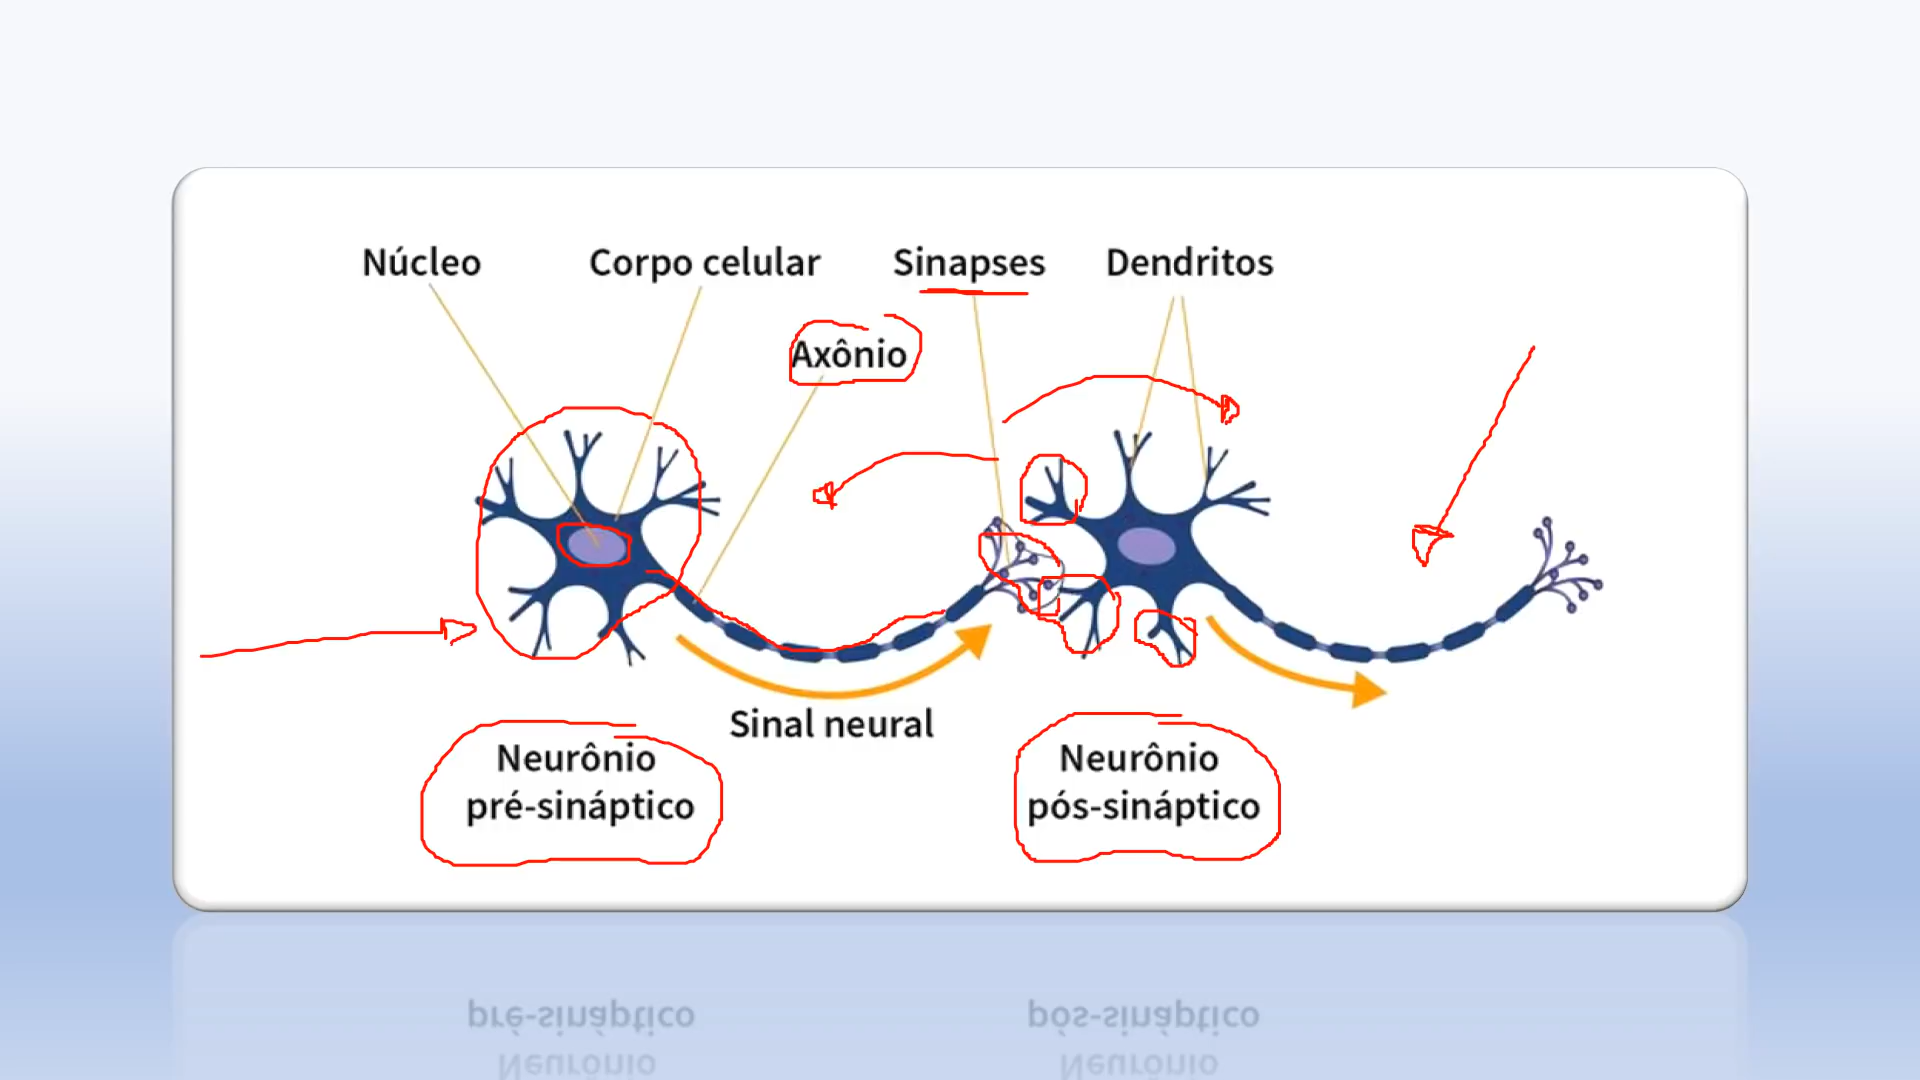 Núcleo
Corpo celular
Sinapses
Dendritos
Axônio
Sinal neural
Neurônio
pré-sináptico
Neurônio
pós-sináptico